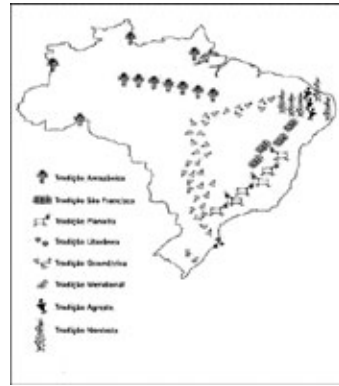 Tradição Amazônica
Tradição São Francisco
Tradição Planalto
Tradição Litorânea
Tradição Geométrica
Tradição Meridional
Tradição Agreste
Tradição Nordeste